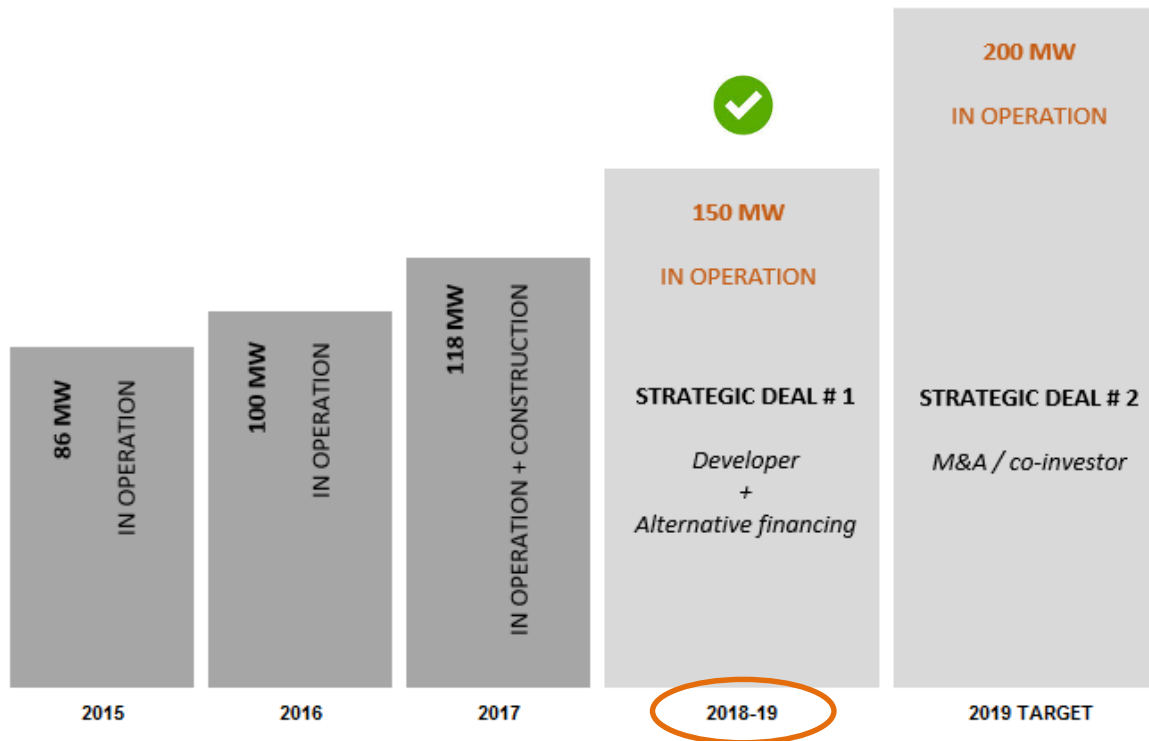 86 MW
IN OPERATION
2015
100 MW
IN OPERATION
2016
118 MW
IN OPERATION + CONSTRUCTION
2017
150 MW
IN OPERATION
STRATEGIC DEAL # 1
Developer
+
Alternative financing
2018-19
200 MW
IN OPERATION
STRATEGIC DEAL # 2
M&A / co-investor
2019 TARGET